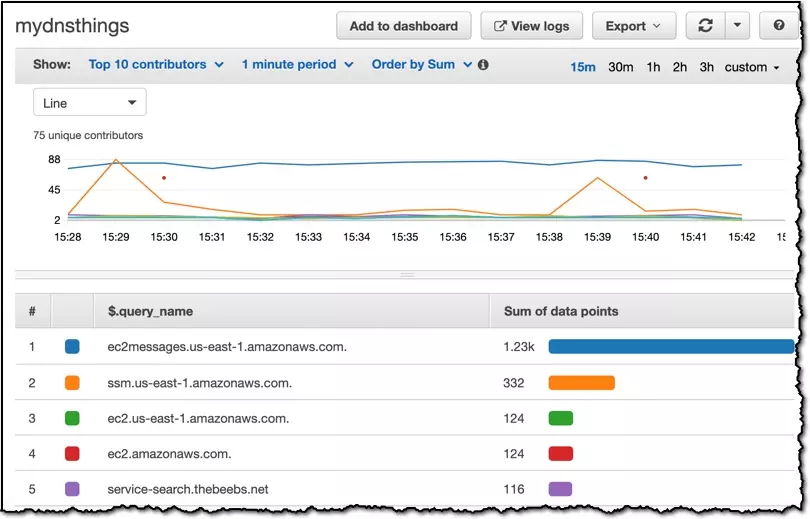 mydnsthings
Add to dashboard
View logs
Export
?
Show: Top 10 contributors 1 minute period Order by Sum 15m 30m 1h 2h 3h custom
Line
75 unique contributors
88
45
2
15:28 15:29 15:30 15:31 15:32 15:33 15:34 15:35 15:36 15:37 15:38 15:39 15:40 15:41 15:42
# $.query_name Sum of data points
1 ec2messages.us-east-1.amazonaws.com. 1.23k
2 ssm.us-east-1.amazonaws.com. 332
3 ec2.us-east-1.amazonaws.com. 124
4 ec2.amazonaws.com. 124
5 service-search.thebeebs.net 116